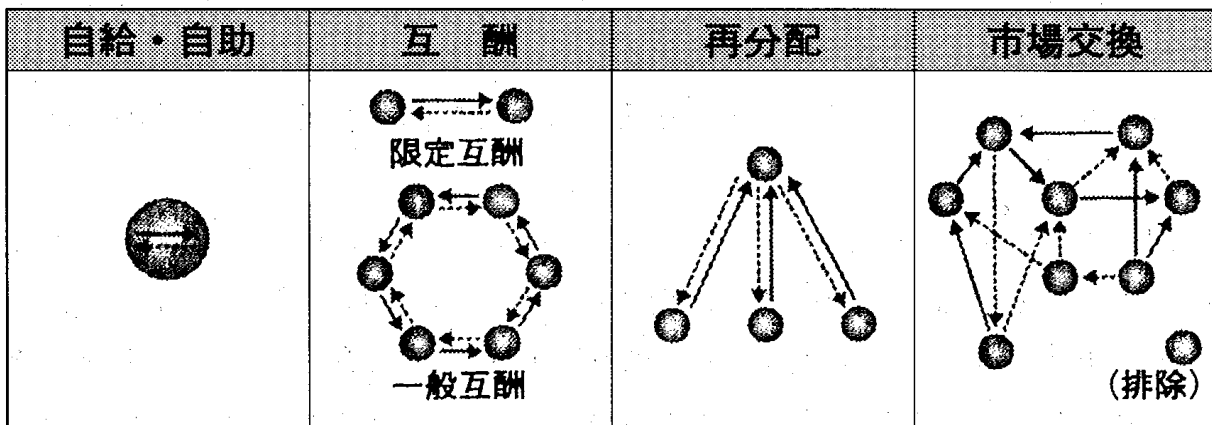 自給・自助
互 酬
再分配
市場交換
限定互酬
一般互酬
(排除)